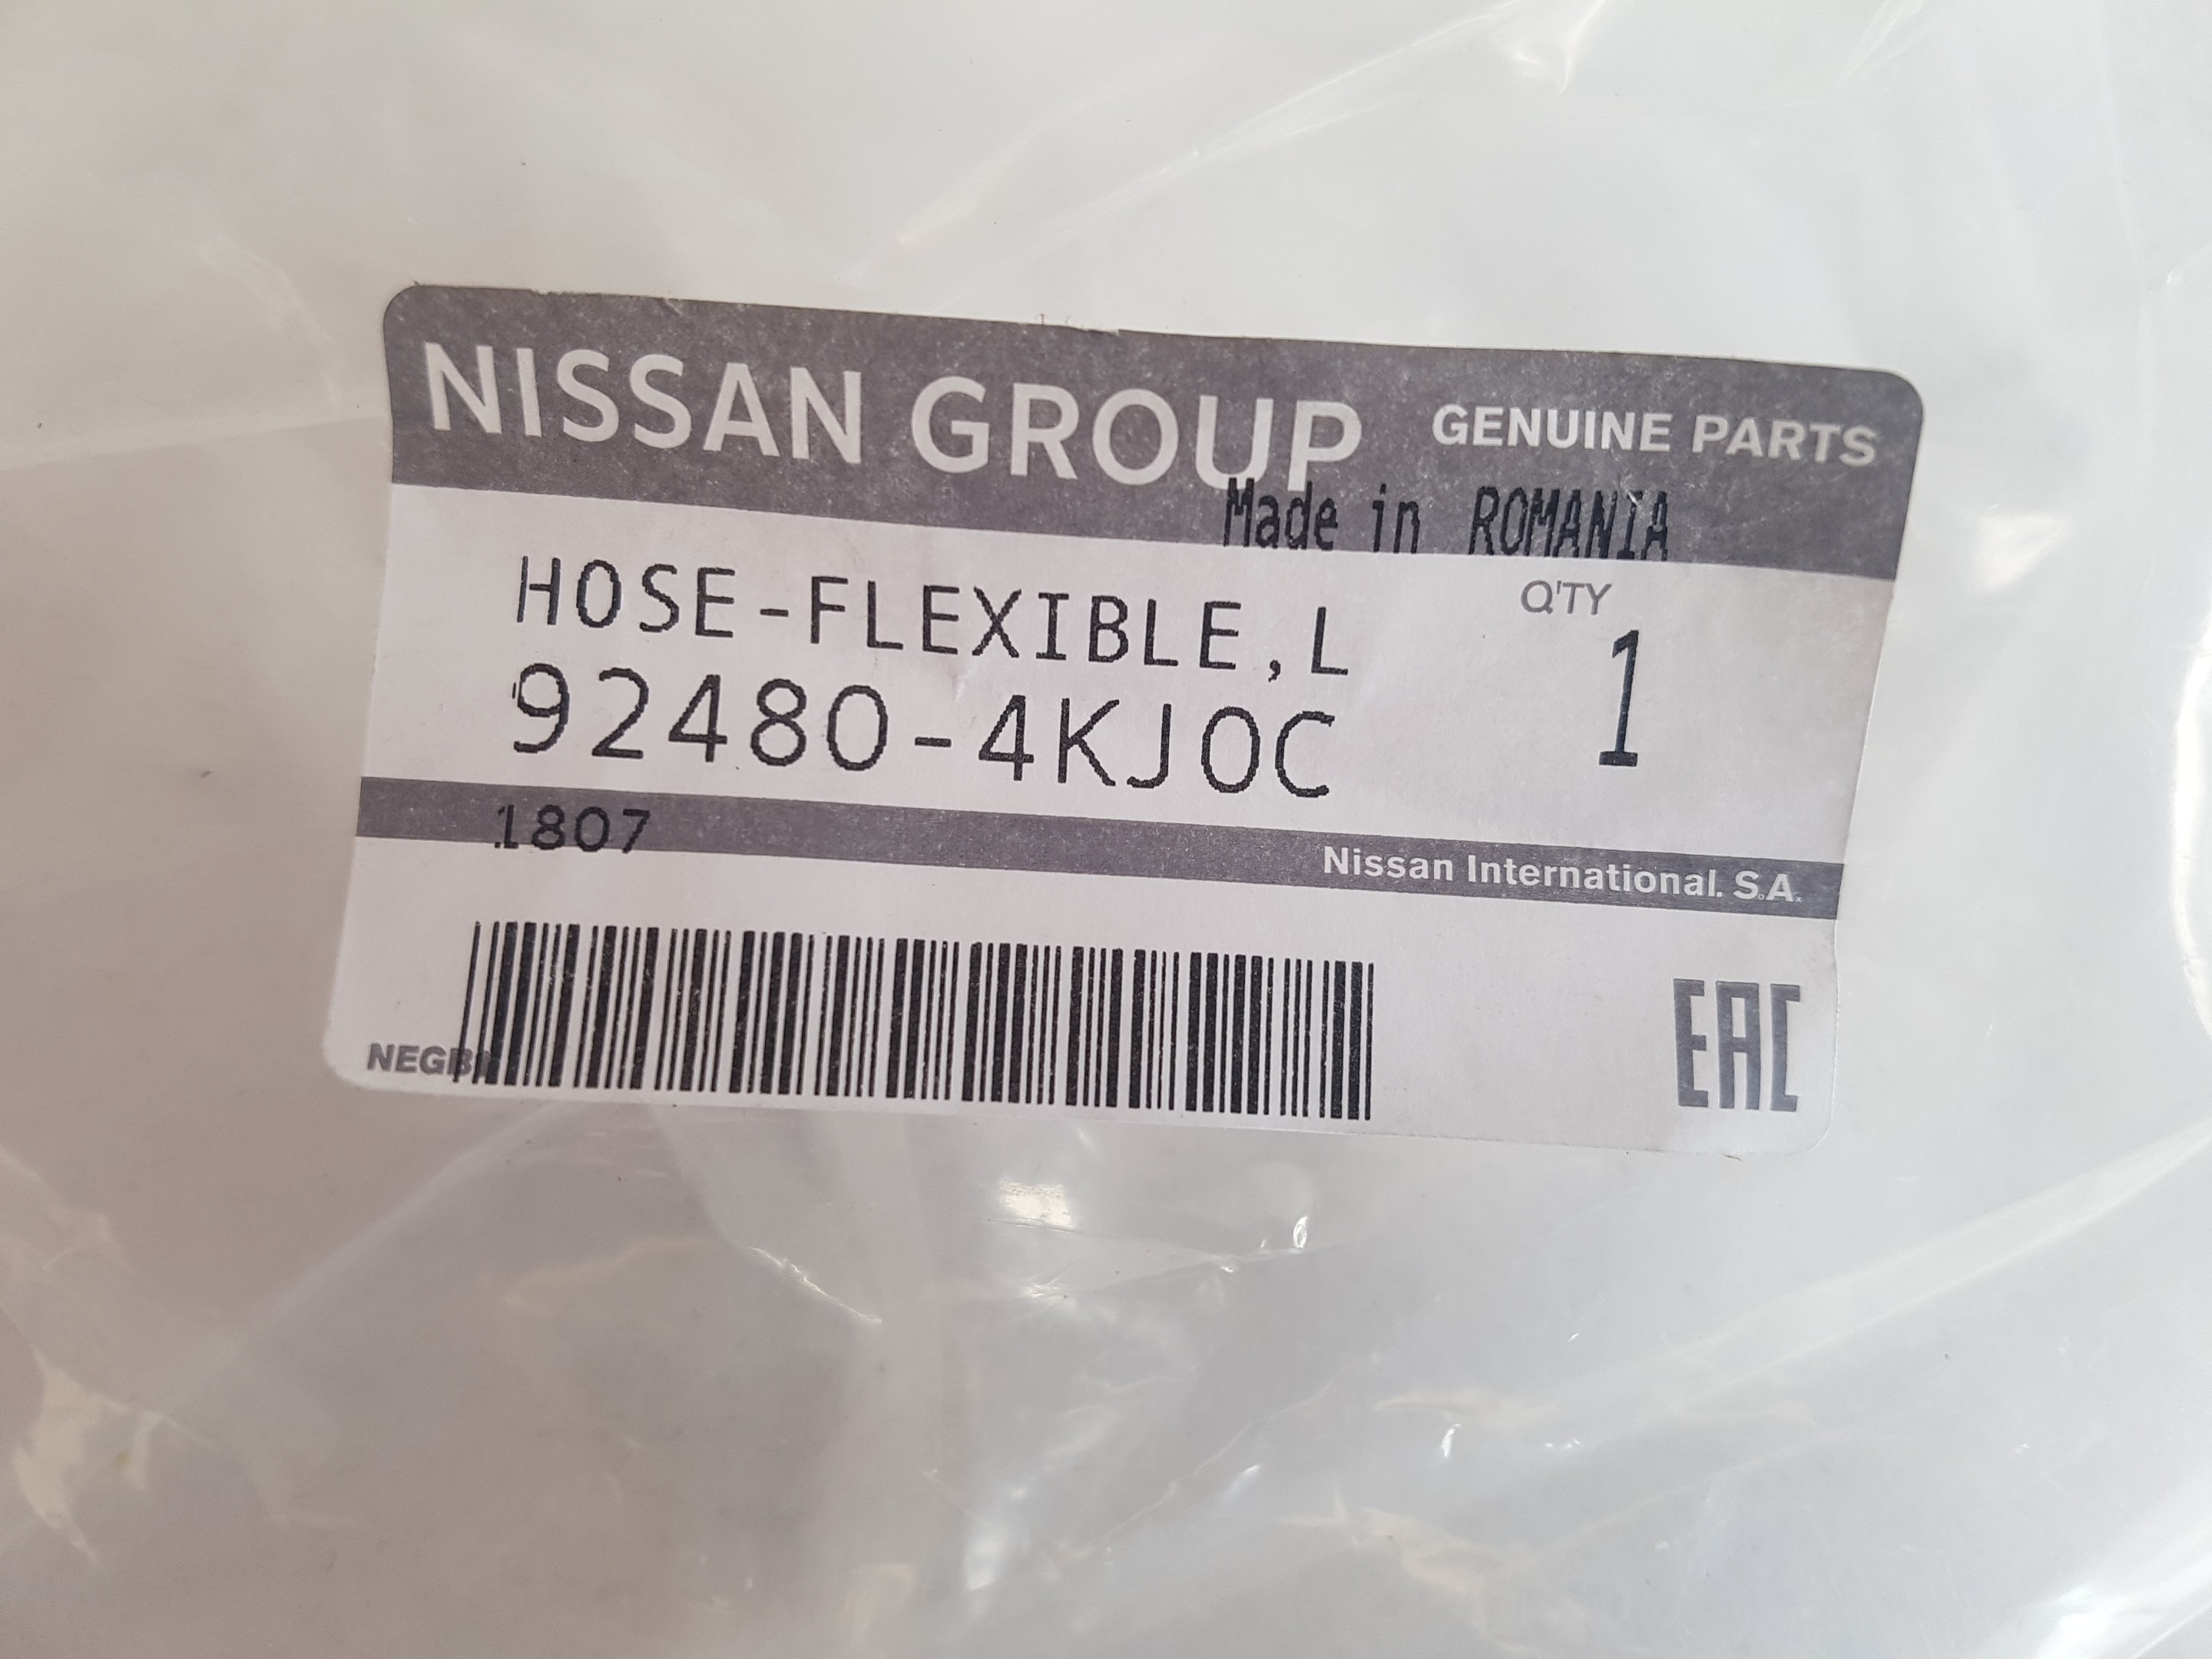 NISSAN GROUP GENUINE PARTS
Made in ROMANIA
HOSE-FLEXIBLE,L
Q'TY
92480-4KJ0C
1
1807
Nissan International. S.A.
EAC